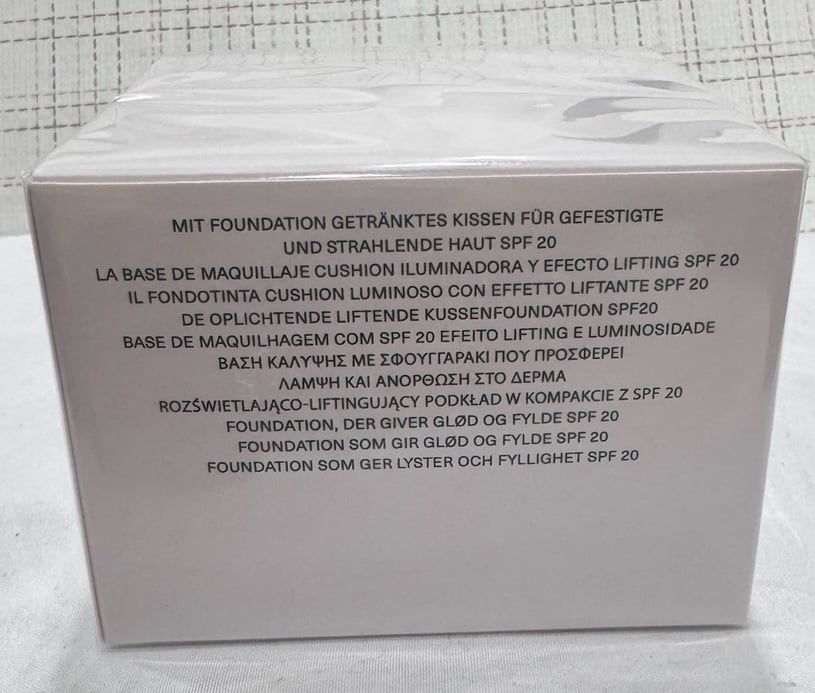 MIT FOUNDATION GETRÄNKTES KISSEN FÜR GEFESTIGTE
UND STRAHLENDE HAUT SPF 20
LA BASE DE MAQUILLAJE CUSHION ILUMINADORA Y EFECTO LIFTING SPF 20
IL FONDOTINTA CUSHION LUMINOSO CON EFFETTO LIFTANTE SPF 20
DE OPLICHTENDE LIFTENDE KUSSENFOUNDATION SPF20
BASE DE MAQUILHAGEM COM SPF 20 EFEITO LIFTING E LUMINOSIDADE
ΒΑΣΗ ΚΑΛΥΨΗΣ ΜΕ ΣΦΟΥΓΓΑΡΑΚΙ ΠΟΥ ΠΡΟΣΦΕΡΕΙ
ΛΑΜΨΗ ΚΑΙ ΑΝΟΡΘΩΣΗ ΣΤΟ ΔΕΡΜΑ
ROZŚWIETLAJĄCO-LIFTINGUJĄCY PODKŁAD W KOMPAKCIE Z SPF 20
FOUNDATION, DER GIVER GLØD OG FYLDE SPF 20
FOUNDATION SOM GIR GLØD OG FYLDE SPF 20
FOUNDATION SOM GER LYSTER OCH FYLLIGHET SPF 20